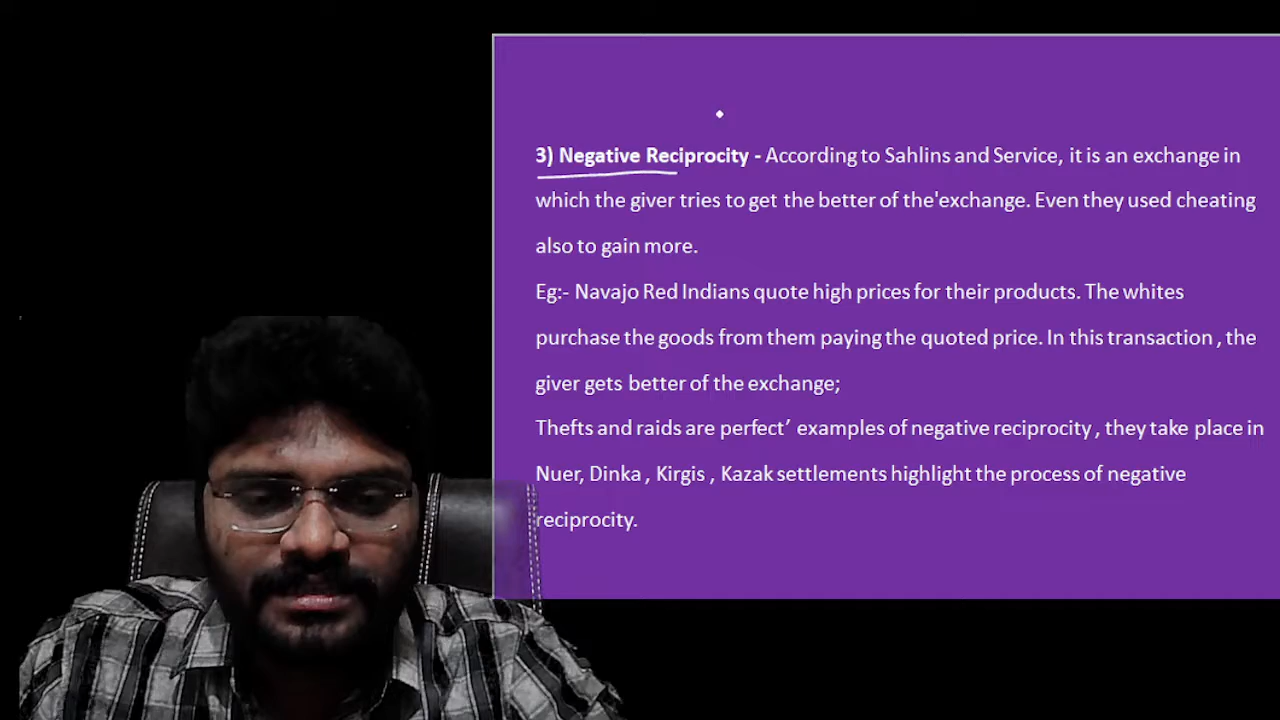 3) Negative Reciprocity - According to Sahlins and Service, it is an exchange in
which the giver tries to get the better of the'exchange. Even they used cheating
also to gain more.
Eg:- Navajo Red Indians quote high prices for their products. The whites
purchase the goods from them paying the quoted price. In this transaction , the
giver gets better of the exchange;
Thefts and raids are perfect’ examples of negative reciprocity , they take place in
Nuer, Dinka , Kirgis , Kazak settlements highlight the process of negative
reciprocity.